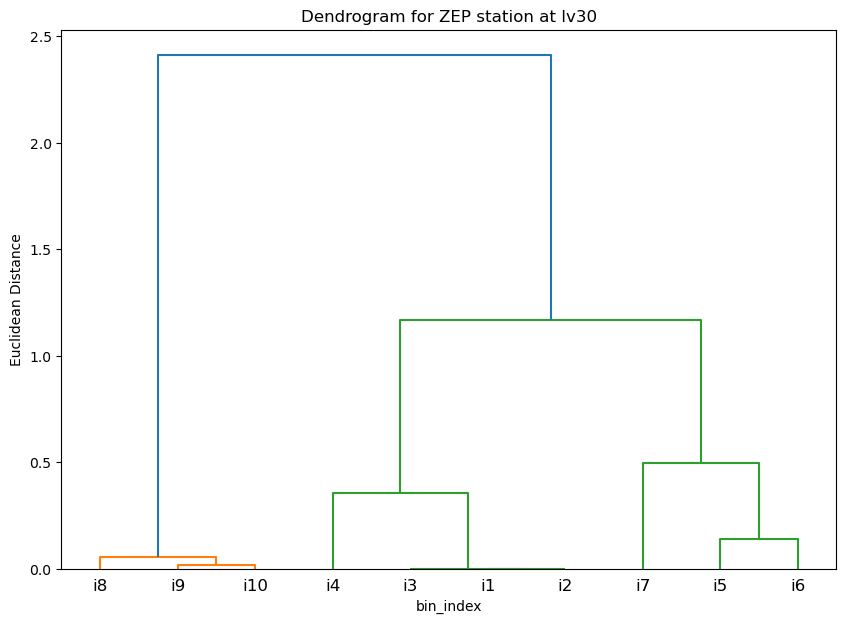 Dendrogram for ZEP station at lv30
2.5
2.0
1.5
1.0
0.5
0.0
Euclidean Distance
i8 i9 i10 i4 i3 i1 i2 i7 i5 i6
bin_index